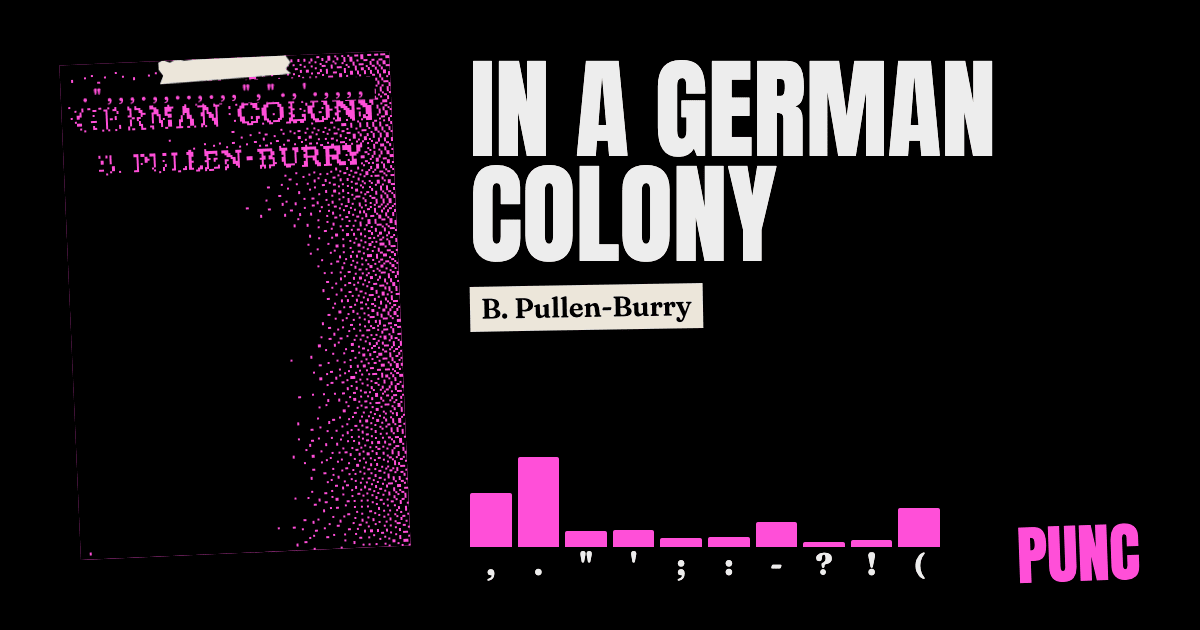 GERMAN COLONY
B. PULLEN-BURRY
IN A GERMAN
COLONY
B. Pullen-Burry
, . " ' ; : - ? ! (
PUNC